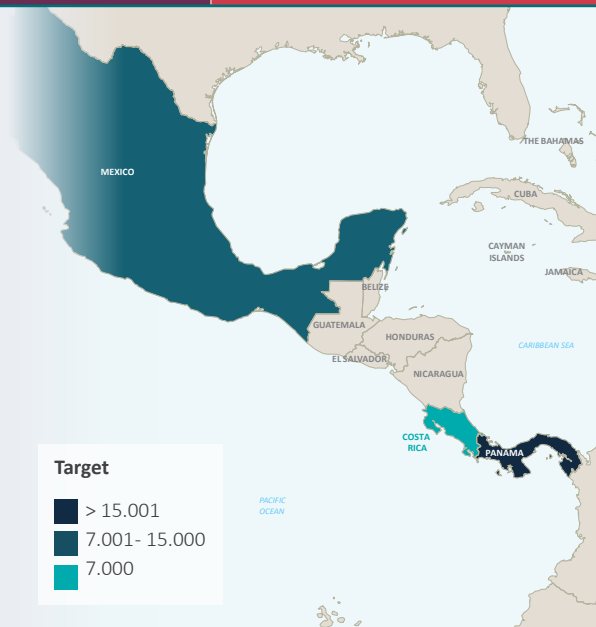 THE BAHAMAS
MEXICO
CUBA
CAYMAN
ISLANDS
JAMAICA
BELIZE
GUATEMALA
HONDURAS
CARIBBEAN SEA
EL SALVADOR
NICARAGUA
COSTA
RICA
PANAMA
Target
> 15.001
7.001- 15.000
7.000
PACIFIC
OCEAN